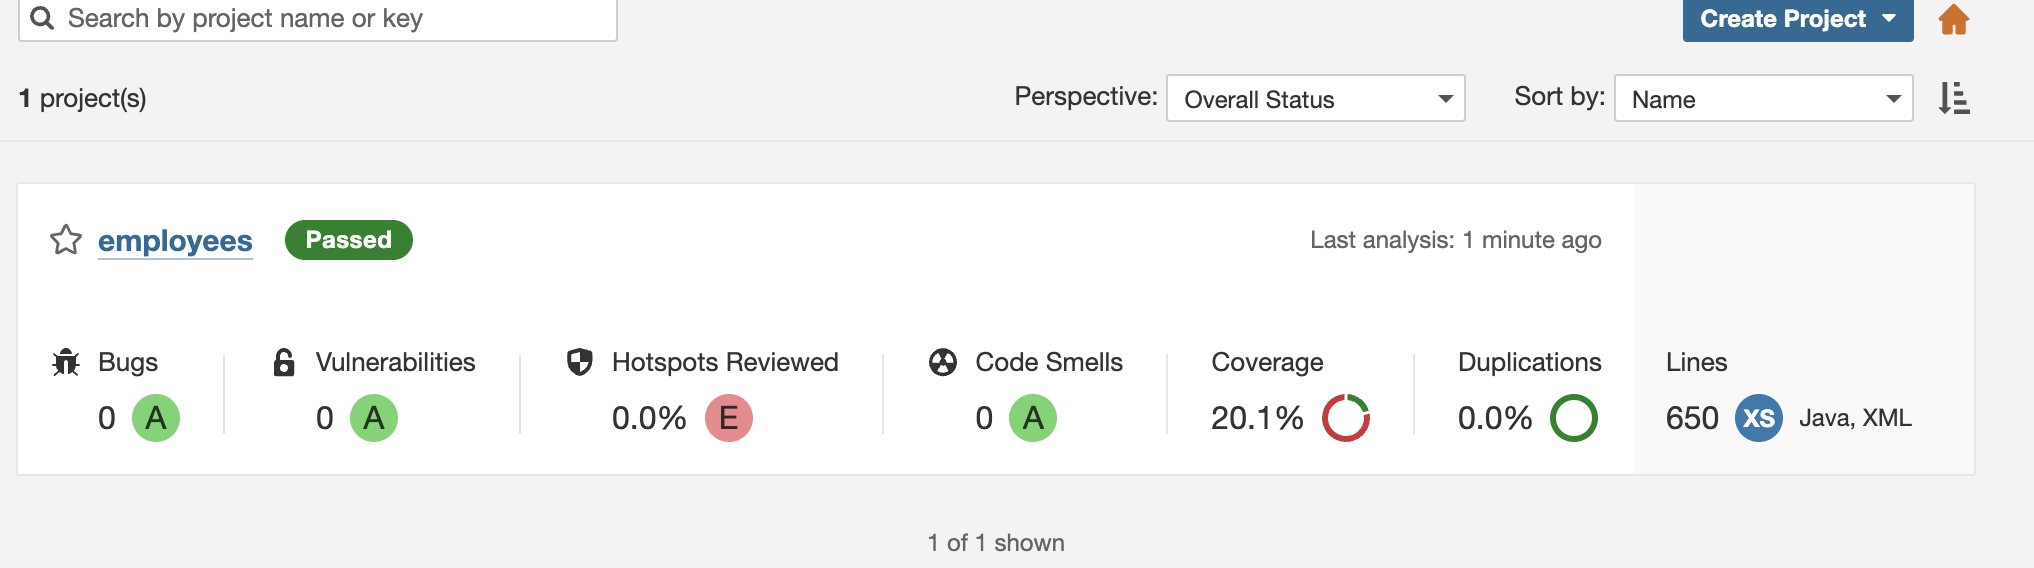 Search by project name or key
Create Project
1 project(s)
Perspective: Overall Status
Sort by: Name
employees Passed
Last analysis: 1 minute ago
Bugs Vulnerabilities Hotspots Reviewed Code Smells Coverage Duplications Lines
0 A 0 A 0.0% E 0 A 20.1% 0.0% 650 XS Java, XML
1 of 1 shown